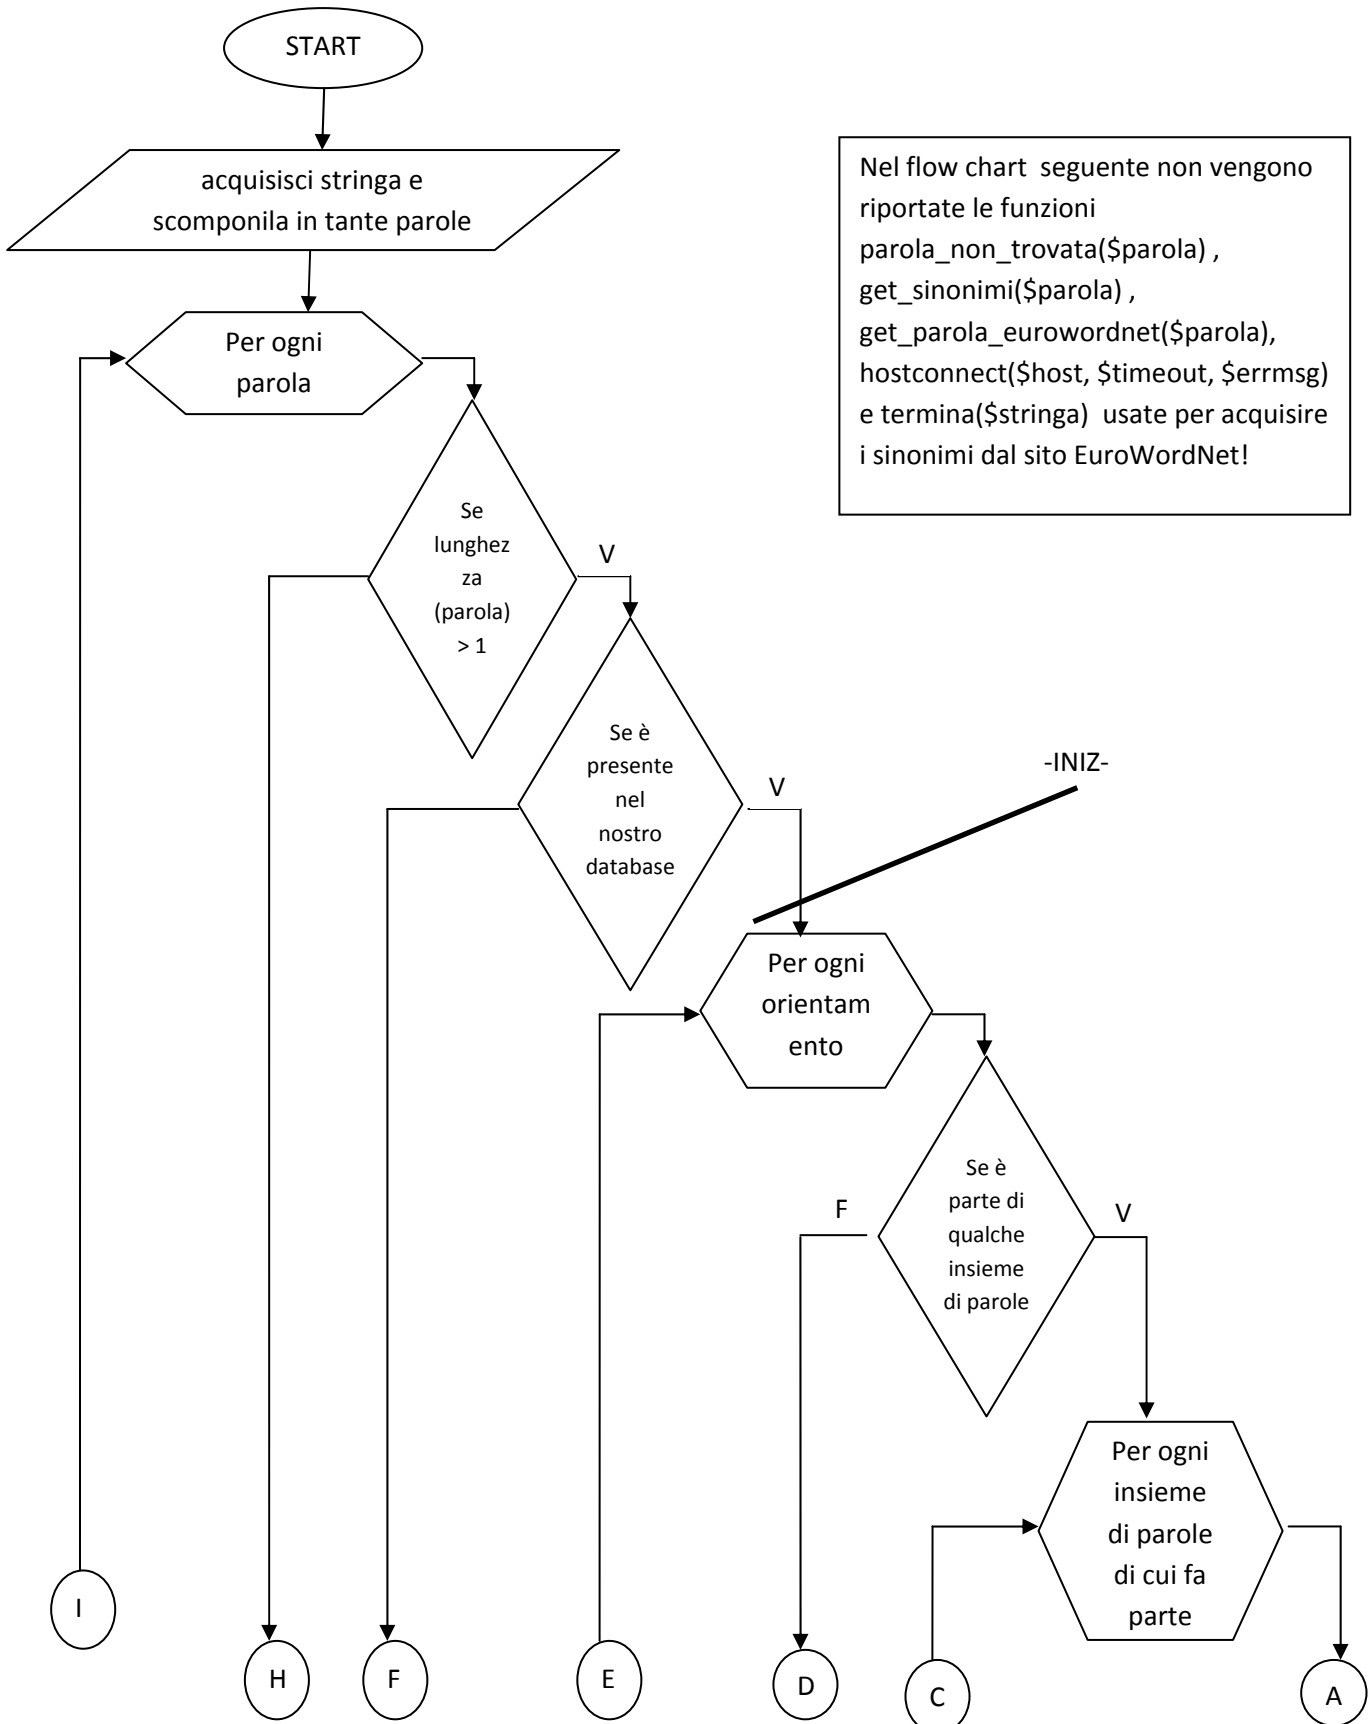 START
acquisisci stringa e
scomponila in tante parole
Nel flow chart  seguente non vengono
riportate le funzioni
parola_non_trovata($parola) ,
get_sinonimi($parola) ,
get_parola_eurowordnet($parola),
hostconnect($host, $timeout, $errmsg)
e termina($stringa)  usate per acquisire
i sinonimi dal sito EuroWordNet!
Per ogni
parola
Se
lunghez
za
(parola)
> 1
V
Se è
presente
nel
nostro
database
V
-INIZ-
Per ogni
orientam
ento
Se è
parte di
qualche
insieme
di parole
F
V
Per ogni
insieme
di parole
di cui fa
parte
I
H
F
E
D
C
A